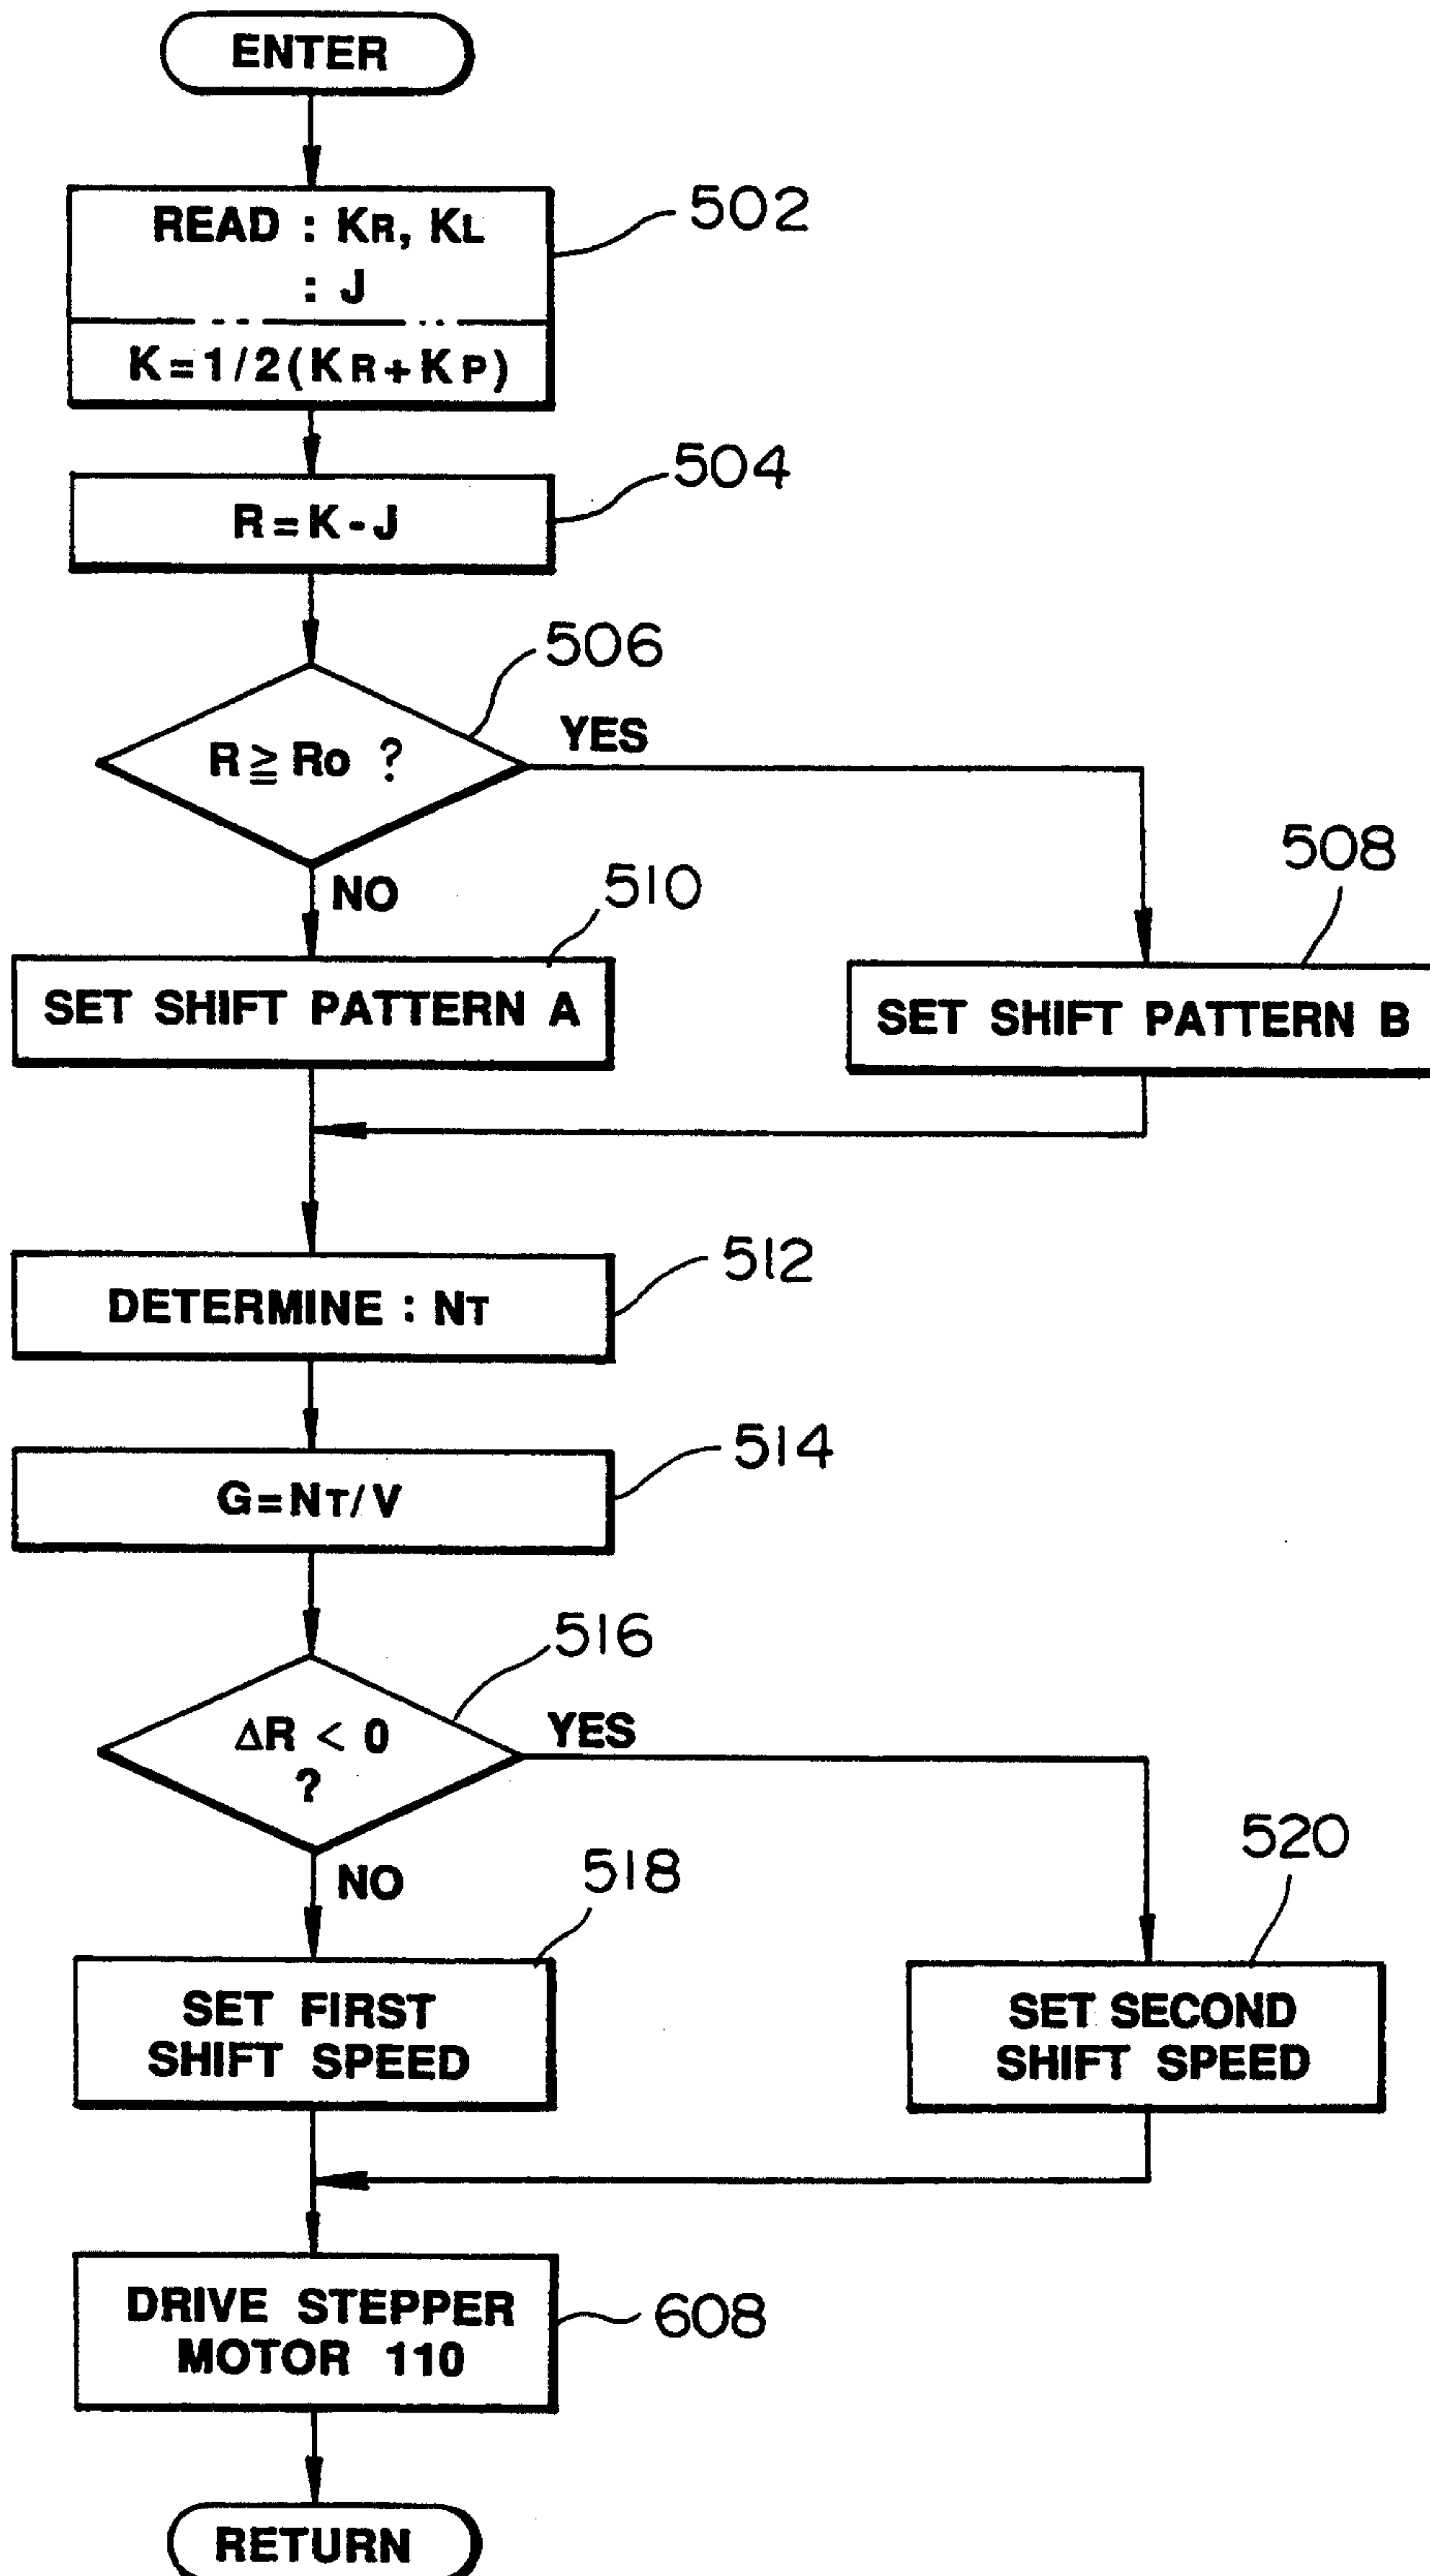 ENTER
READ : KR, KL
: J
502
K=1/2(KR+KP)
504
R=K-J
506
R≧Ro ?
YES
NO
510
508
SET SHIFT PATTERN A
SET SHIFT PATTERN B
512
DETERMINE : NT
514
G=NT/V
516
ΔR < 0
?
YES
NO
518
520
SET FIRST
SHIFT SPEED
SET SECOND
SHIFT SPEED
DRIVE STEPPER
MOTOR 110
608
RETURN